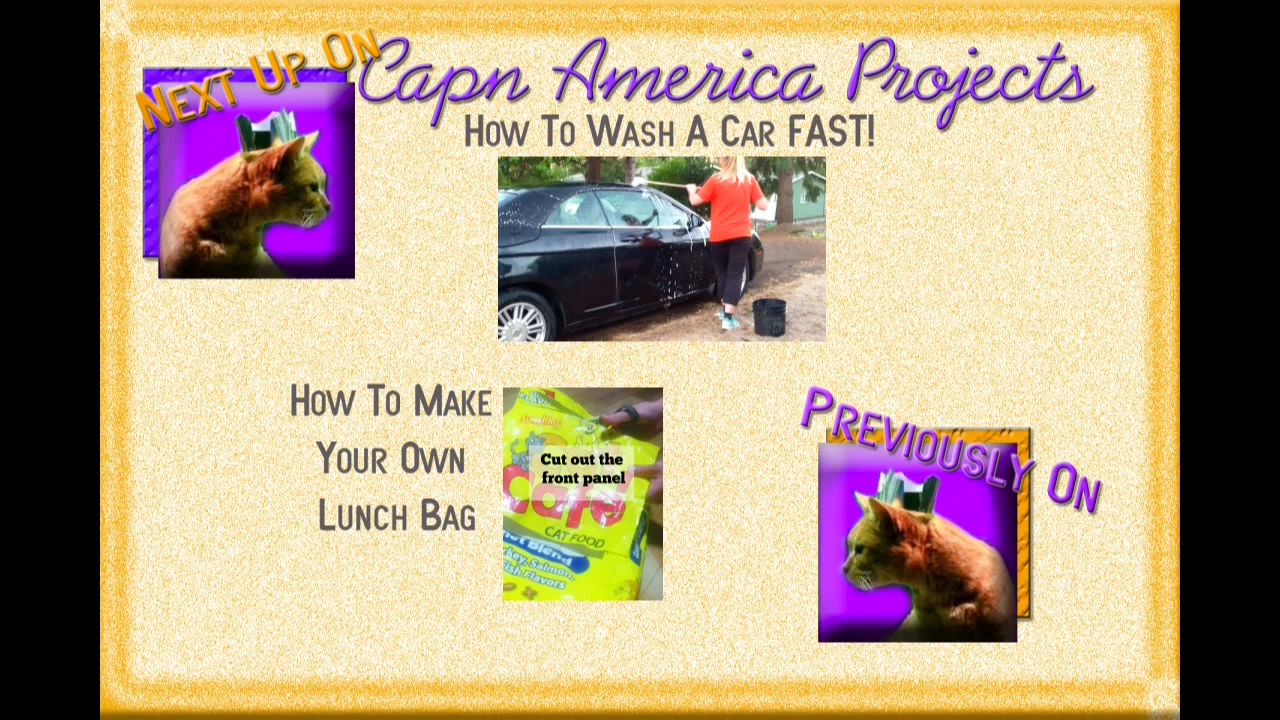 Next Up On
Capn America Projects
How To Wash A Car FAST!
How To Make
Your Own
Lunch Bag
Cut out the
front panel
Café
CAT FOOD
Previously On